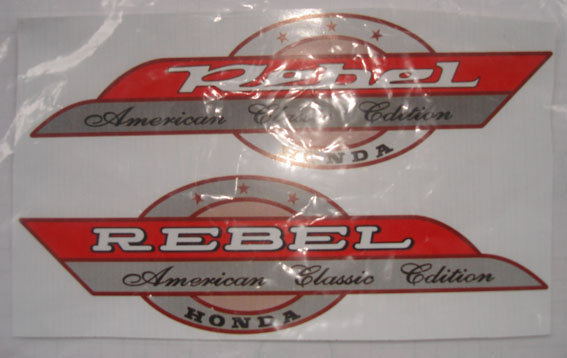 Rebel
American Classic Edition
HONDA
REBEL
American Classic Edition
HONDA